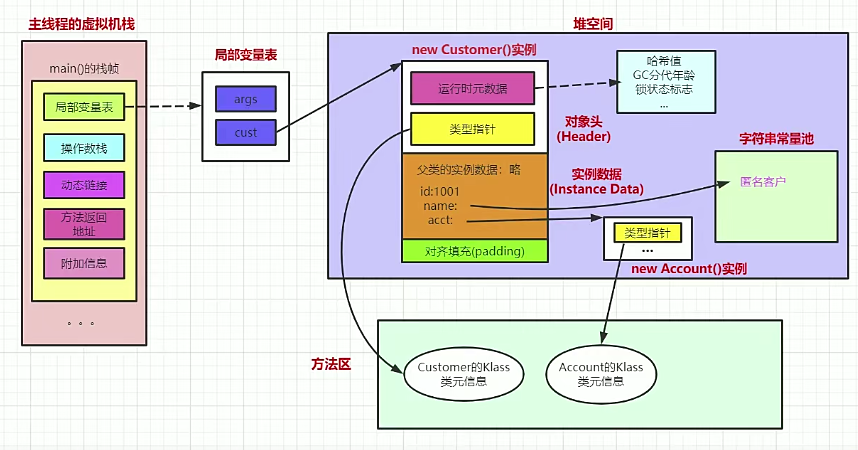 主线程的虚拟机栈
main()的栈帧
局部变量表
操作数栈
动态链接
方法返回
地址
附加信息
。。。
局部变量表
args
cust
堆空间
new Customer()实例
运行时元数据
类型指针
对象头
(Header)
哈希值
GC分代年龄
锁状态标志
...
父类的实例数据：略
id:1001
name:
acct:
实例数据
(Instance Data)
对齐填充(padding)
字符串常量池
匿名客户
类型指针
...
new Account()实例
方法区
Customer的Klass
类元信息
Account的Klass
类元信息